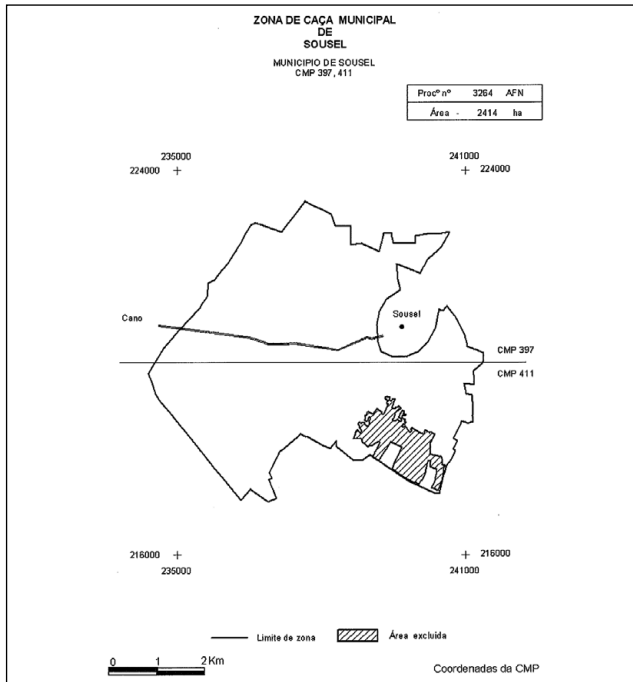 ZONA DE CAÇA MUNICIPAL
DE
SOUSEL
MUNICIPIO DE SOUSEL
CMP 397, 411
Procº nº 3264 AFN
Área - 2414 ha
235000
224000
241000
224000
Cano
Sousel
CMP 397
CMP 411
216000
235000
216000
241000
Limite de zona
Área excluída
0 1 2 Km
Coordenadas da CMP